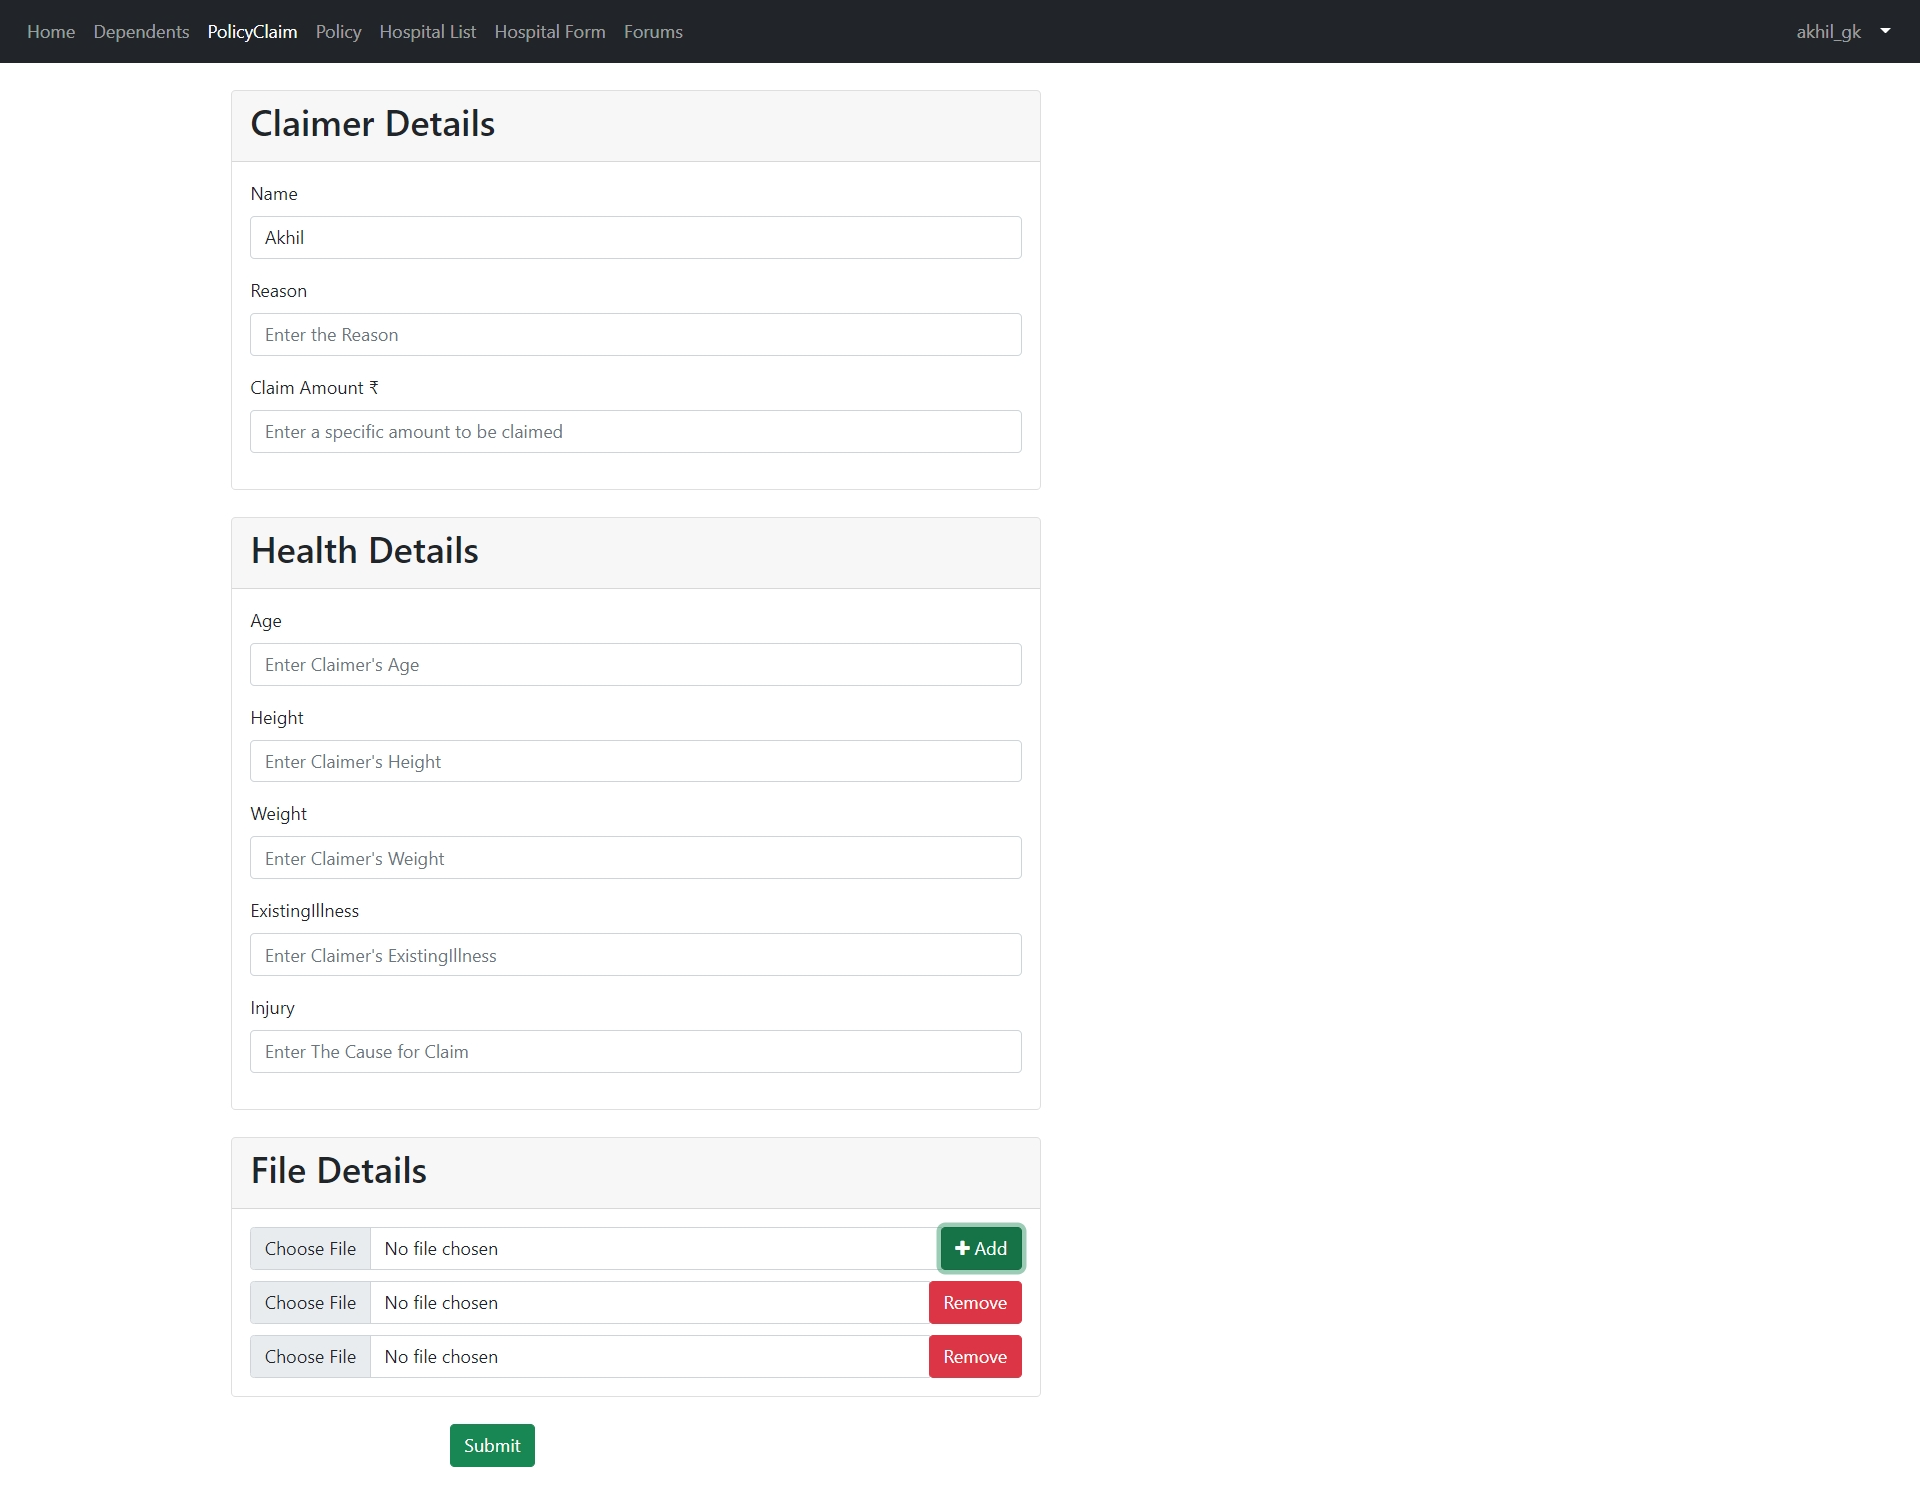 Home Dependents PolicyClaim Policy Hospital List Hospital Form Forums akhil_gk
Claimer Details
Name
Akhil
Reason
Enter the Reason
Claim Amount ₹
Enter a specific amount to be claimed
Health Details
Age
Enter Claimer's Age
Height
Enter Claimer's Height
Weight
Enter Claimer's Weight
ExistingIllness
Enter Claimer's ExistingIllness
Injury
Enter The Cause for Claim
File Details
Choose File No file chosen + Add
Choose File No file chosen Remove
Choose File No file chosen Remove
Submit